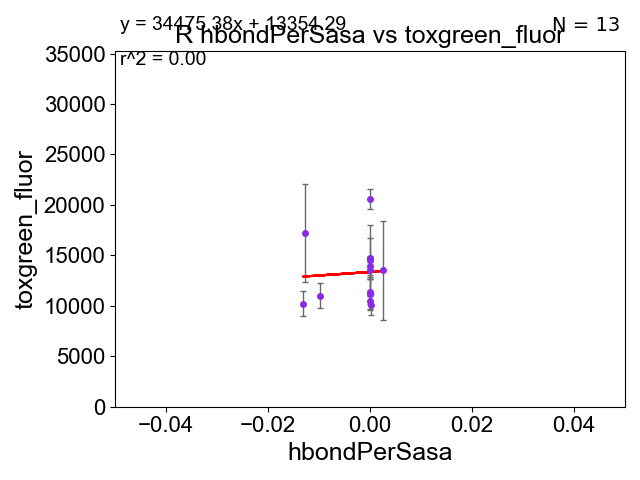 y = 34475.38x + 13354.29
N = 13
R hbondPerSasa vs toxgreen_fluor
r^2 = 0.00
35000
30000
25000
20000
15000
10000
5000
0
toxgreen_fluor
−0.04 −0.02 0.00 0.02 0.04
hbondPerSasa